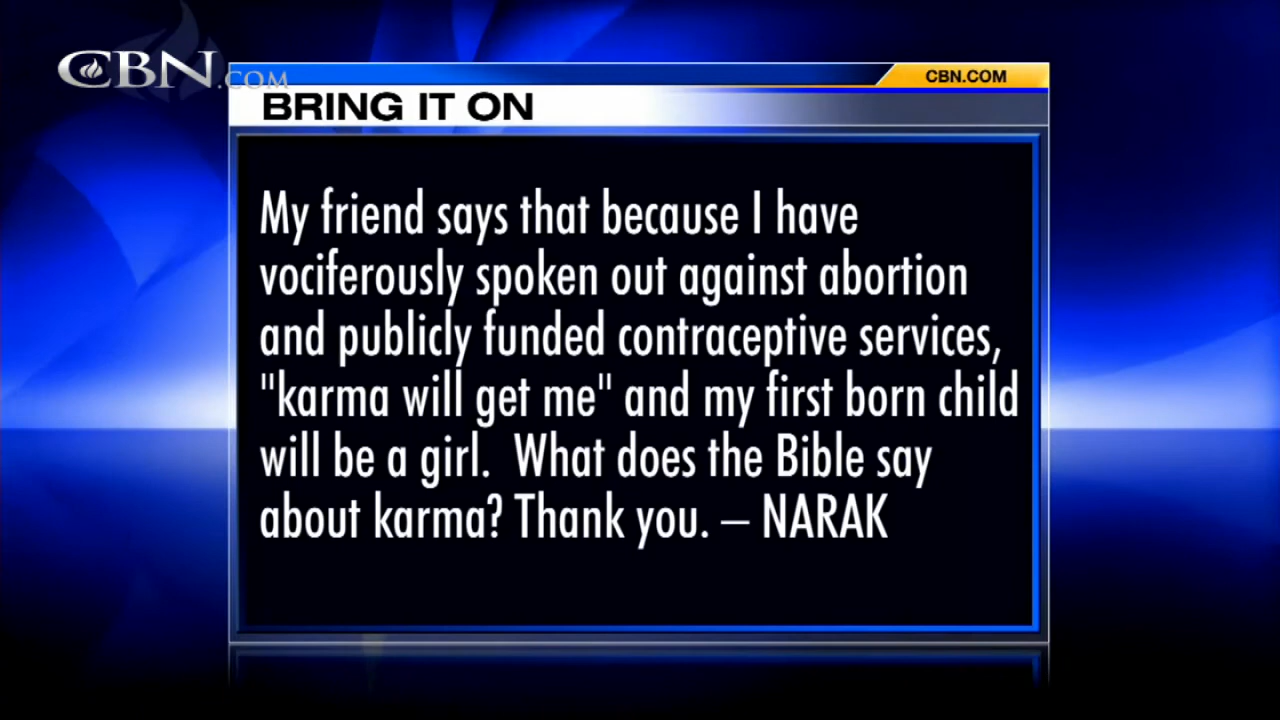 CBN.COM
CBN.COM
BRING IT ON
My friend says that because I have
vociferously spoken out against abortion
and publicly funded contraceptive services,
"karma will get me" and my first born child
will be a girl.  What does the Bible say
about karma? Thank you. – NARAK